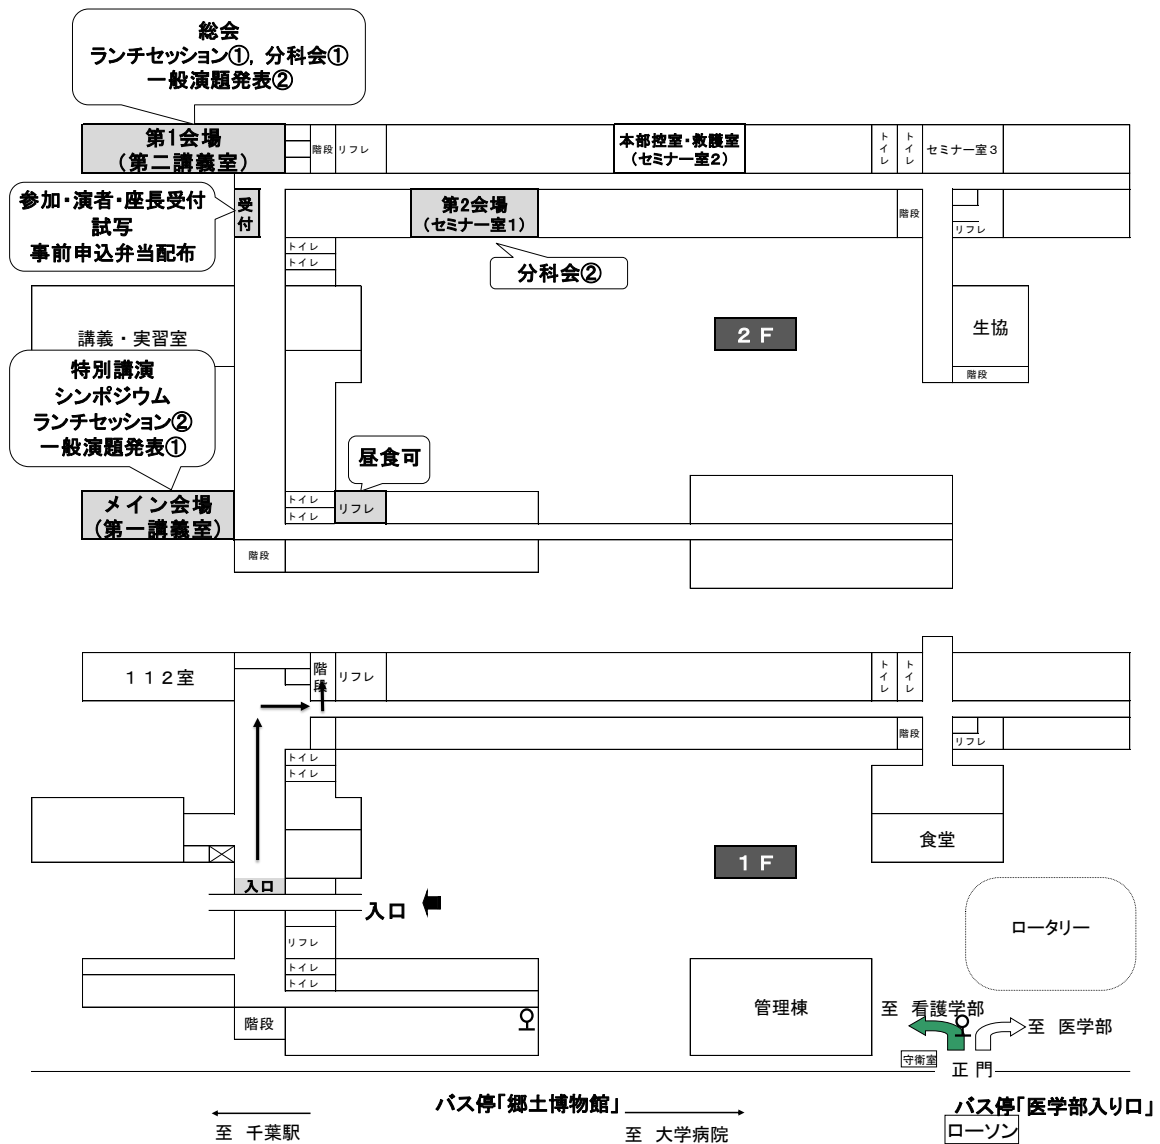 総会
ランチセッション①, 分科会①
一般演題発表②
第1会場
(第二講義室)
階段
リフレ
本部控室・救護室
(セミナー室2)
トイレ
トイレ
セミナー室3
参加・演者・座長受付
試写
事前申込弁当配布
受付
第2会場
(セミナー室1)
階段
リフレ
トイレ
トイレ
分科会②
講義・実習室
2F
生協
階段
特別講演
シンポジウム
ランチセッション②
一般演題発表①
昼食可
メイン会場
(第一講義室)
トイレ
トイレ
リフレ
階段
112室
階段
リフレ
トイレ
トイレ
階段
リフレ
トイレ
トイレ
1F
食堂
入口
入口
ロータリー
リフレ
トイレ
トイレ
階段
管理棟
至 看護学部
至 医学部
守衛室
正門
バス停「郷土博物館」
バス停「医学部入り口」
ローソン
至 千葉駅
至 大学病院